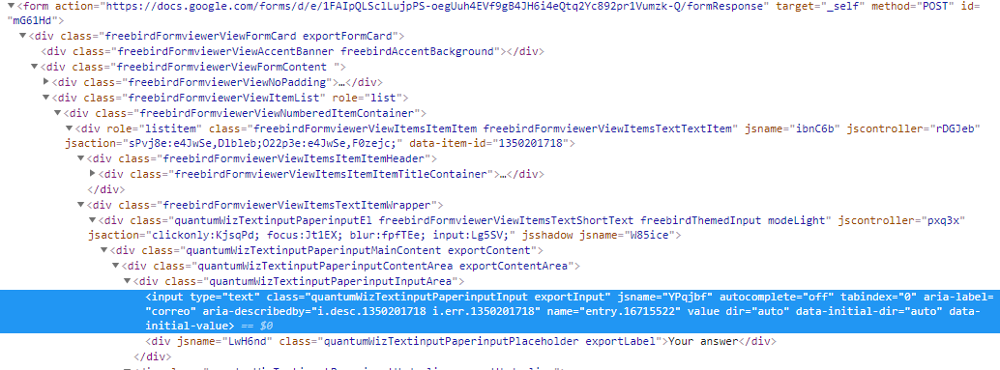 ▼<form action="https://docs.google.com/forms/d/e/1FAIpQLSclLujpPS-oegUuh4EVf9gB4JH6i4eQtq2Yc892pr1Vumzk-Q/formResponse" target="_self" method="POST" id=
"mG61Hd">
▼<div class="freebirdFormviewerViewFormCard exportFormCard">
<div class="freebirdFormviewerViewAccentBanner freebirdAccentBackground"></div>
▼<div class="freebirdFormviewerViewFormContent ">
▶<div class="freebirdFormviewerViewNoPadding">…</div>
▼<div class="freebirdFormviewerViewItemList" role="list">
▼<div class="freebirdFormviewerViewNumberedItemContainer">
▼<div role="listitem" class="freebirdFormviewerViewItemsItemItem freebirdFormviewerViewItemsTextTextItem" jsname="ibnC6b" jscontroller="rDGJeb"
jsaction="sPvj8e:e4JwSe,Dlbleb;O22p3e:e4JwSe,F0zejc;" data-item-id="1350201718">
▼<div class="freebirdFormviewerViewItemsItemItemHeader">
▶<div class="freebirdFormviewerViewItemsItemItemTitleContainer">…</div>
</div>
▼<div class="freebirdFormviewerViewItemsTextItemWrapper">
▼<div class="quantumWizTextinputPaperinputEl freebirdFormviewerViewItemsTextShortText freebirdThemedInput modeLight" jscontroller="pxq3x"
jsaction="clickonly:KjsqPd; focus:Jt1EX; blur:fpfTEe; input:Lg5SV;" jsshadow jsname="W85ice">
▼<div class="quantumWizTextinputPaperinputMainContent exportContent">
▼<div class="quantumWizTextinputPaperinputContentArea exportContentArea">
▼<div class="quantumWizTextinputPaperinputInputArea">
<input type="text" class="quantumWizTextinputPaperinputInput exportInput" jsname="YPqjbf" autocomplete="off" tabindex="0" aria-label=
"correo" aria-describedby="i.desc.1350201718 i.err.1350201718" name="entry.16715522" value dir="auto" data-initial-dir="auto" data-
initial-value> == $0
<div jsname="LwH6nd" class="quantumWizTextinputPaperinputPlaceholder exportLabel">Your answer</div>
</div>